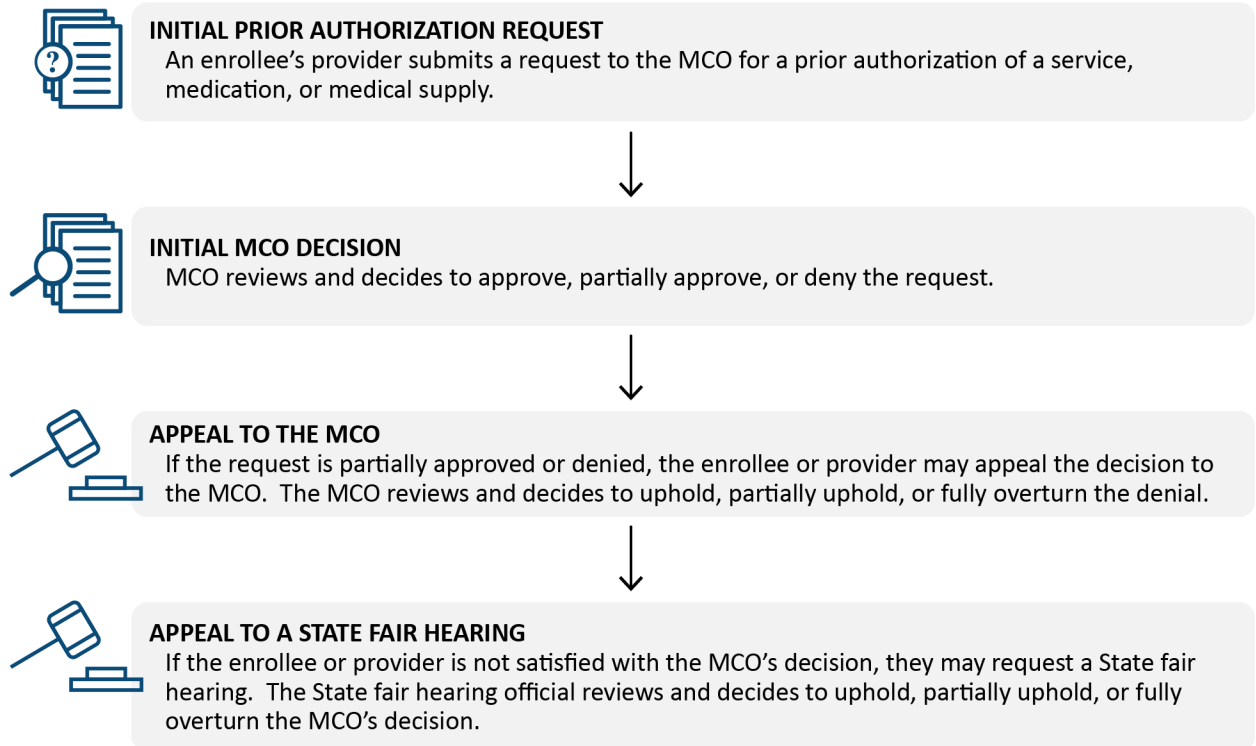 INITIAL PRIOR AUTHORIZATION REQUEST
An enrollee’s provider submits a request to the MCO for a prior authorization of a service,
medication, or medical supply.
?
INITIAL MCO DECISION
MCO reviews and decides to approve, partially approve, or deny the request.
APPEAL TO THE MCO
If the request is partially approved or denied, the enrollee or provider may appeal the decision to
the MCO.  The MCO reviews and decides to uphold, partially uphold, or fully overturn the denial.
APPEAL TO A STATE FAIR HEARING
If the enrollee or provider is not satisfied with the MCO’s decision, they may request a State fair
hearing.  The State fair hearing official reviews and decides to uphold, partially uphold, or fully
overturn the MCO’s decision.